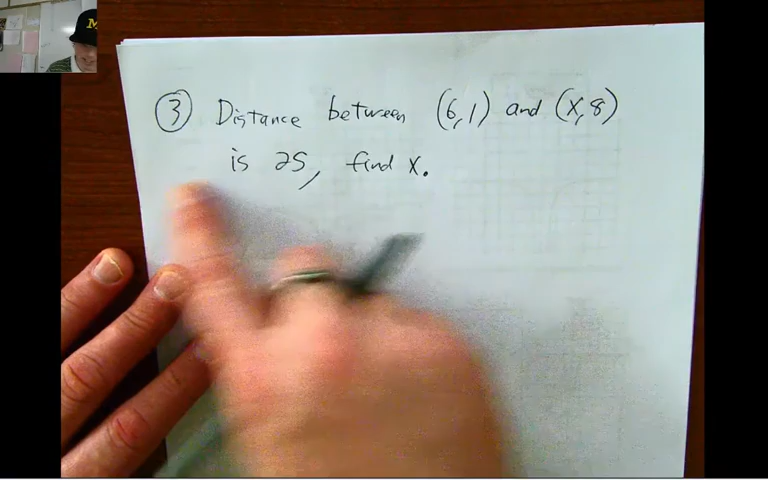 M
③ Distance between (6,1) and (x,8)
is 25, find x.